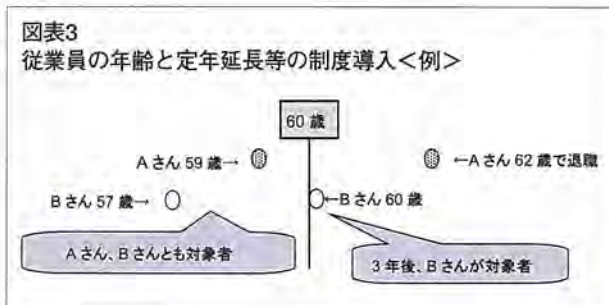 図表3
従業員の年齢と定年延長等の制度導入<例>
60 歳
Aさん 59歳→
←Aさん 62歳で退職
Bさん 57歳→
←Bさん 60歳
Aさん、Bさんとも対象者
3年後、Bさんが対象者